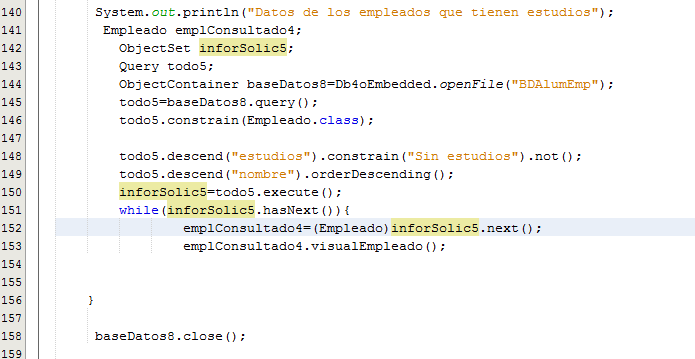 140 System.out.println("Datos de los empleados que tienen estudios");
141 Empleado emplConsultado4;
142 ObjectSet inforSolic5;
143 Query todo5;
144 ObjectContainer baseDatos8=Db4oEmbedded.openFile("BDAlumEmp");
145 todo5=baseDatos8.query();
146 todo5.constrain(Empleado.class);
147
148 todo5.descend("estudios").constrain("Sin estudios").not();
149 todo5.descend("nombre").orderDescending();
150 inforSolic5=todo5.execute();
151 while(inforSolic5.hasNext()){
152 emplConsultado4=(Empleado)inforSolic5.next();
153 emplConsultado4.visualEmpleado();
154
155
156 }
157
158 baseDatos8.close();
159